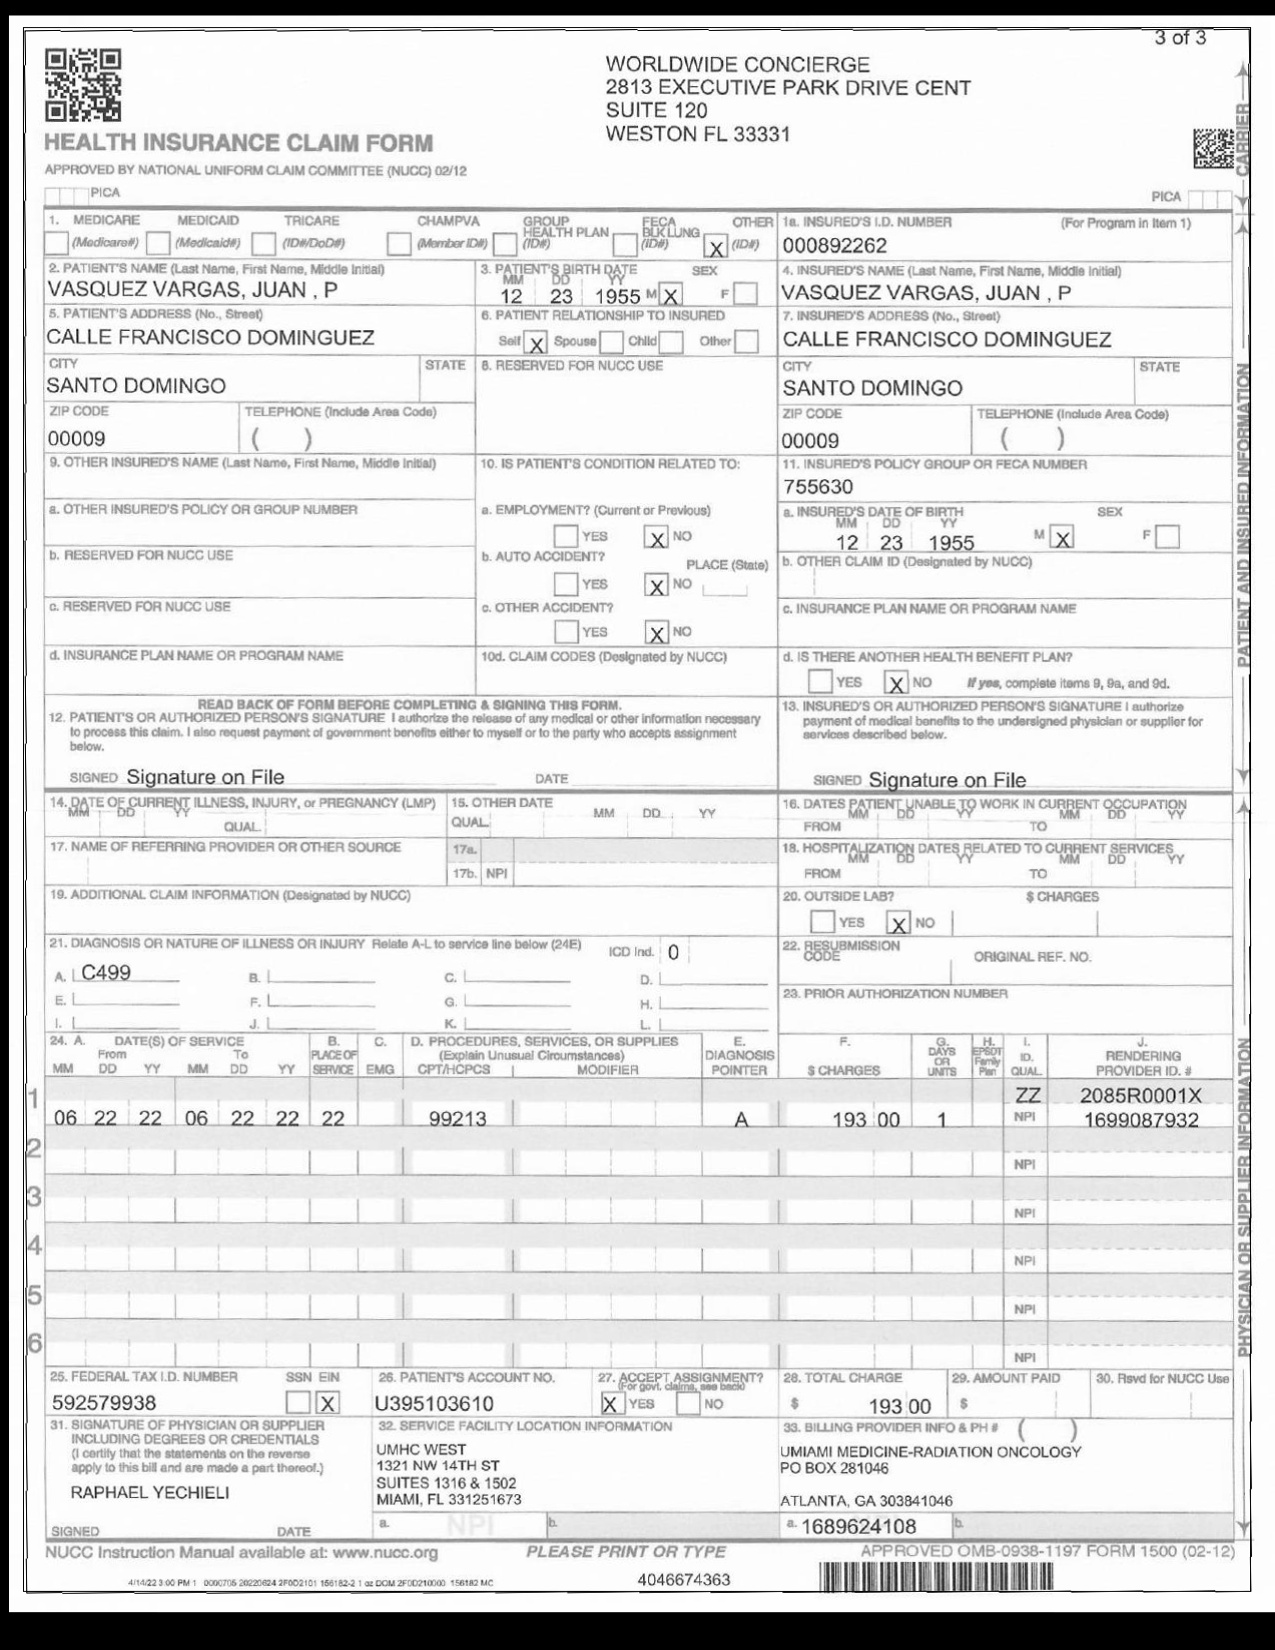 3 of 3
WORLDWIDE CONCIERGE
2813 EXECUTIVE PARK DRIVE CENT
SUITE 120
WESTON FL 33331
HEALTH INSURANCE CLAIM FORM
APPROVED BY NATIONAL UNIFORM CLAIM COMMITTEE (NUCC) 02/12
PICA PICA
CARRIER
1. MEDICARE MEDICAID TRICARE CHAMPVA GROUP HEALTH PLAN FECA BLK LUNG OTHER
(Medicare#) (Medicaid#) (ID#/DoD#) (Member ID#) (ID#) (ID#) X (ID#)
1a. INSURED'S I.D. NUMBER (For Program in Item 1)
000892262
2. PATIENT'S NAME (Last Name, First Name, Middle Initial)
VASQUEZ VARGAS, JUAN , P
3. PATIENT'S BIRTH DATE SEX
MM DD YY
12 23 1955 M X F
4. INSURED'S NAME (Last Name, First Name, Middle Initial)
VASQUEZ VARGAS, JUAN , P
5. PATIENT'S ADDRESS (No., Street)
CALLE FRANCISCO DOMINGUEZ
6. PATIENT RELATIONSHIP TO INSURED
Self X Spouse Child Other
7. INSURED'S ADDRESS (No., Street)
CALLE FRANCISCO DOMINGUEZ
CITY STATE
SANTO DOMINGO
8. RESERVED FOR NUCC USE
CITY STATE
SANTO DOMINGO
ZIP CODE TELEPHONE (Include Area Code)
00009 ( )
ZIP CODE TELEPHONE (Include Area Code)
00009 ( )
9. OTHER INSURED'S NAME (Last Name, First Name, Middle Initial)
10. IS PATIENT'S CONDITION RELATED TO:
11. INSURED'S POLICY GROUP OR FECA NUMBER
755630
a. OTHER INSURED'S POLICY OR GROUP NUMBER
a. EMPLOYMENT? (Current or Previous)
YES X NO
a. INSURED'S DATE OF BIRTH SEX
MM DD YY
12 23 1955 M X F
b. RESERVED FOR NUCC USE
b. AUTO ACCIDENT? PLACE (State)
YES X NO
b. OTHER CLAIM ID (Designated by NUCC)
c. RESERVED FOR NUCC USE
c. OTHER ACCIDENT?
YES X NO
c. INSURANCE PLAN NAME OR PROGRAM NAME
d. INSURANCE PLAN NAME OR PROGRAM NAME
10d. CLAIM CODES (Designated by NUCC)
d. IS THERE ANOTHER HEALTH BENEFIT PLAN?
YES X NO If yes, complete items 9, 9a, and 9d.
READ BACK OF FORM BEFORE COMPLETING & SIGNING THIS FORM.
12. PATIENT'S OR AUTHORIZED PERSON'S SIGNATURE I authorize the release of any medical or other information necessary
to process this claim. I also request payment of government benefits either to myself or to the party who accepts assignment
below.
SIGNED Signature on File DATE
13. INSURED'S OR AUTHORIZED PERSON'S SIGNATURE I authorize
payment of medical benefits to the undersigned physician or supplier for
services described below.
SIGNED Signature on File
PATIENT AND INSURED INFORMATION
14. DATE OF CURRENT ILLNESS, INJURY, or PREGNANCY (LMP)
MM DD YY
QUAL.
15. OTHER DATE
QUAL. MM DD YY
16. DATES PATIENT UNABLE TO WORK IN CURRENT OCCUPATION
MM DD YY MM DD YY
FROM TO
17. NAME OF REFERRING PROVIDER OR OTHER SOURCE
17a.
17b. NPI
18. HOSPITALIZATION DATES RELATED TO CURRENT SERVICES
MM DD YY MM DD YY
FROM TO
19. ADDITIONAL CLAIM INFORMATION (Designated by NUCC)
20. OUTSIDE LAB? $ CHARGES
YES X NO
21. DIAGNOSIS OR NATURE OF ILLNESS OR INJURY Relate A-L to service line below (24E) ICD Ind. 0
A. C499 B. C. D.
E. F. G. H.
I. J. K. L.
22. RESUBMISSION CODE ORIGINAL REF. NO.
23. PRIOR AUTHORIZATION NUMBER
24. A. DATE(S) OF SERVICE B. C. D. PROCEDURES, SERVICES, OR SUPPLIES E. F. G. H. I. J.
From To PLACE OF (Explain Unusual Circumstances) DIAGNOSIS DAYS OR UNITS EPSDT Family Plan ID. RENDERING
MM DD YY MM DD YY SERVICE EMG CPT/HCPCS MODIFIER POINTER $ CHARGES QUAL. PROVIDER ID. #
1 ZZ 2085R0001X
06 22 22 06 22 22 22 99213 A 193 00 1 NPI 1699087932
2 NPI
3 NPI
4 NPI
5 NPI
6 NPI
PHYSICIAN OR SUPPLIER INFORMATION
25. FEDERAL TAX I.D. NUMBER SSN EIN
592579938 X
26. PATIENT'S ACCOUNT NO.
U395103610
27. ACCEPT ASSIGNMENT?
(For govt. claims, see back)
X YES NO
28. TOTAL CHARGE
$ 193 00
29. AMOUNT PAID
$
30. Rsvd for NUCC Use
31. SIGNATURE OF PHYSICIAN OR SUPPLIER
INCLUDING DEGREES OR CREDENTIALS
(I certify that the statements on the reverse
apply to this bill and are made a part thereof.)
RAPHAEL YECHIELI
SIGNED DATE
32. SERVICE FACILITY LOCATION INFORMATION
UMHC WEST
1321 NW 14TH ST
SUITES 1316 & 1502
MIAMI, FL 331251673
a. NPI b.
33. BILLING PROVIDER INFO & PH # ( )
UMIAMI MEDICINE-RADIATION ONCOLOGY
PO BOX 281046
ATLANTA, GA 303841046
a. 1689624108 b.
NUCC Instruction Manual available at: www.nucc.org PLEASE PRINT OR TYPE APPROVED OMB-0938-1197 FORM 1500 (02-12)
4/14/22 3:00 PM 1 0000705 20220624 2F0D2101 156182-2 1 oz DOM 2F0D210000 156182 MC
4046674363